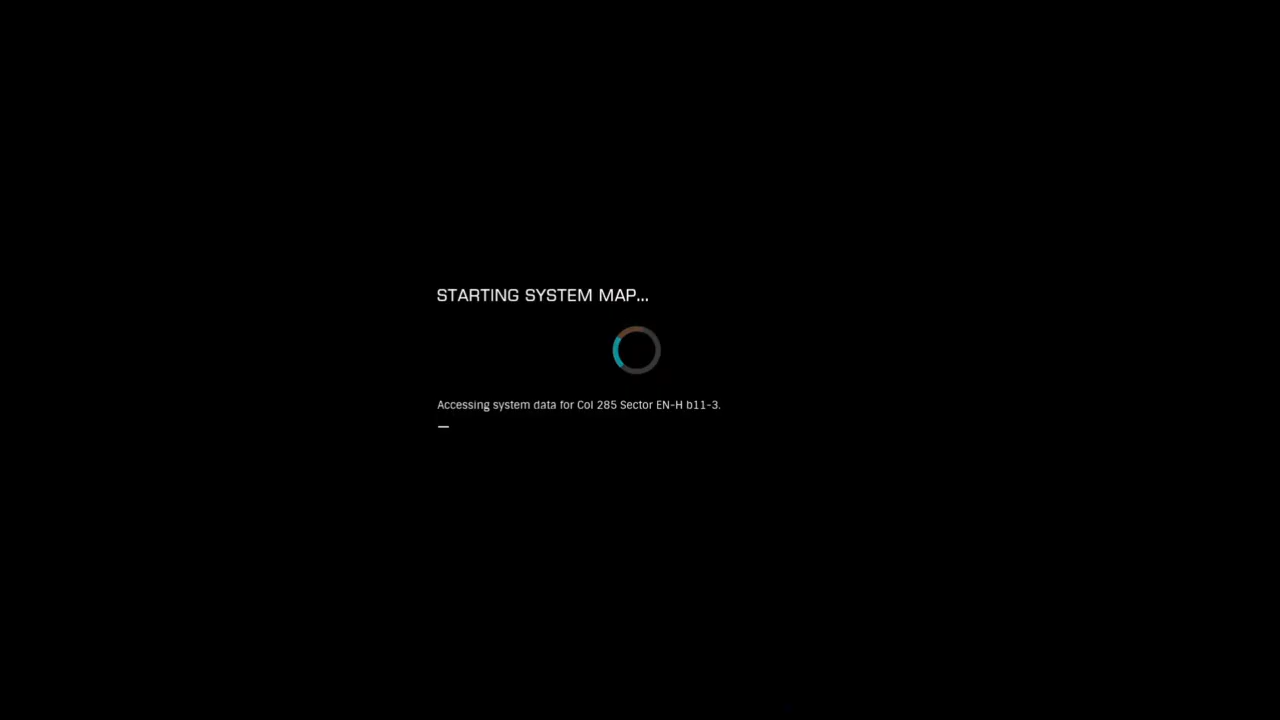 STARTING SYSTEM MAP...
Accessing system data for Col 285 Sector EN-H b11-3.